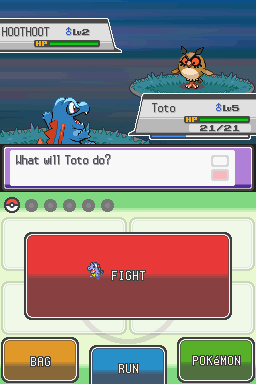 HOOTHOOT ♂Lv2
HP
Toto ♂Lv5
HP
21/21
What will Toto do?
FIGHT
BAG
RUN
POKéMON